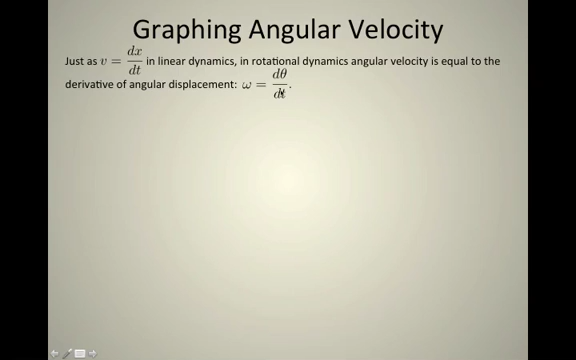 Graphing Angular Velocity
Just as v = dx/dt in linear dynamics, in rotational dynamics angular velocity is equal to the
derivative of angular displacement: ω = dθ/dt.